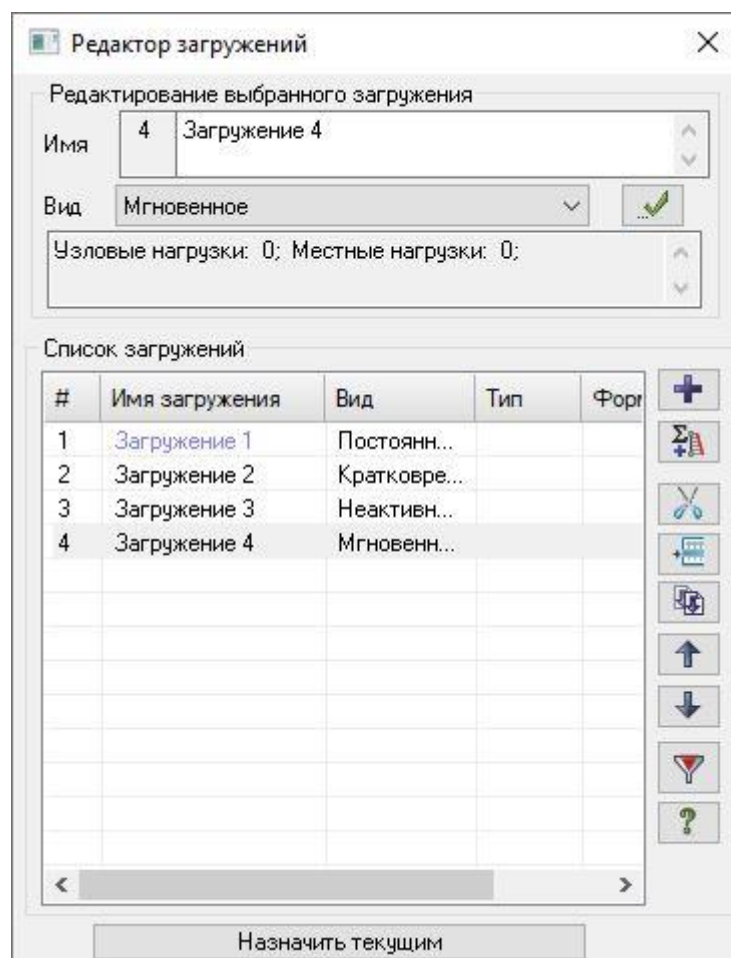 Редактор загружений
Редактирование выбранного загружения
Имя 4 Загружение 4
Вид Мгновенное
Узловые нагрузки: 0; Местные нагрузки: 0;
Список загружений
# Имя загружения Вид Тип Форм
1 Загружение 1 Постоянн...
2 Загружение 2 Кратковре...
3 Загружение 3 Неактивн...
4 Загружение 4 Мгновенн...
Назначить текущим